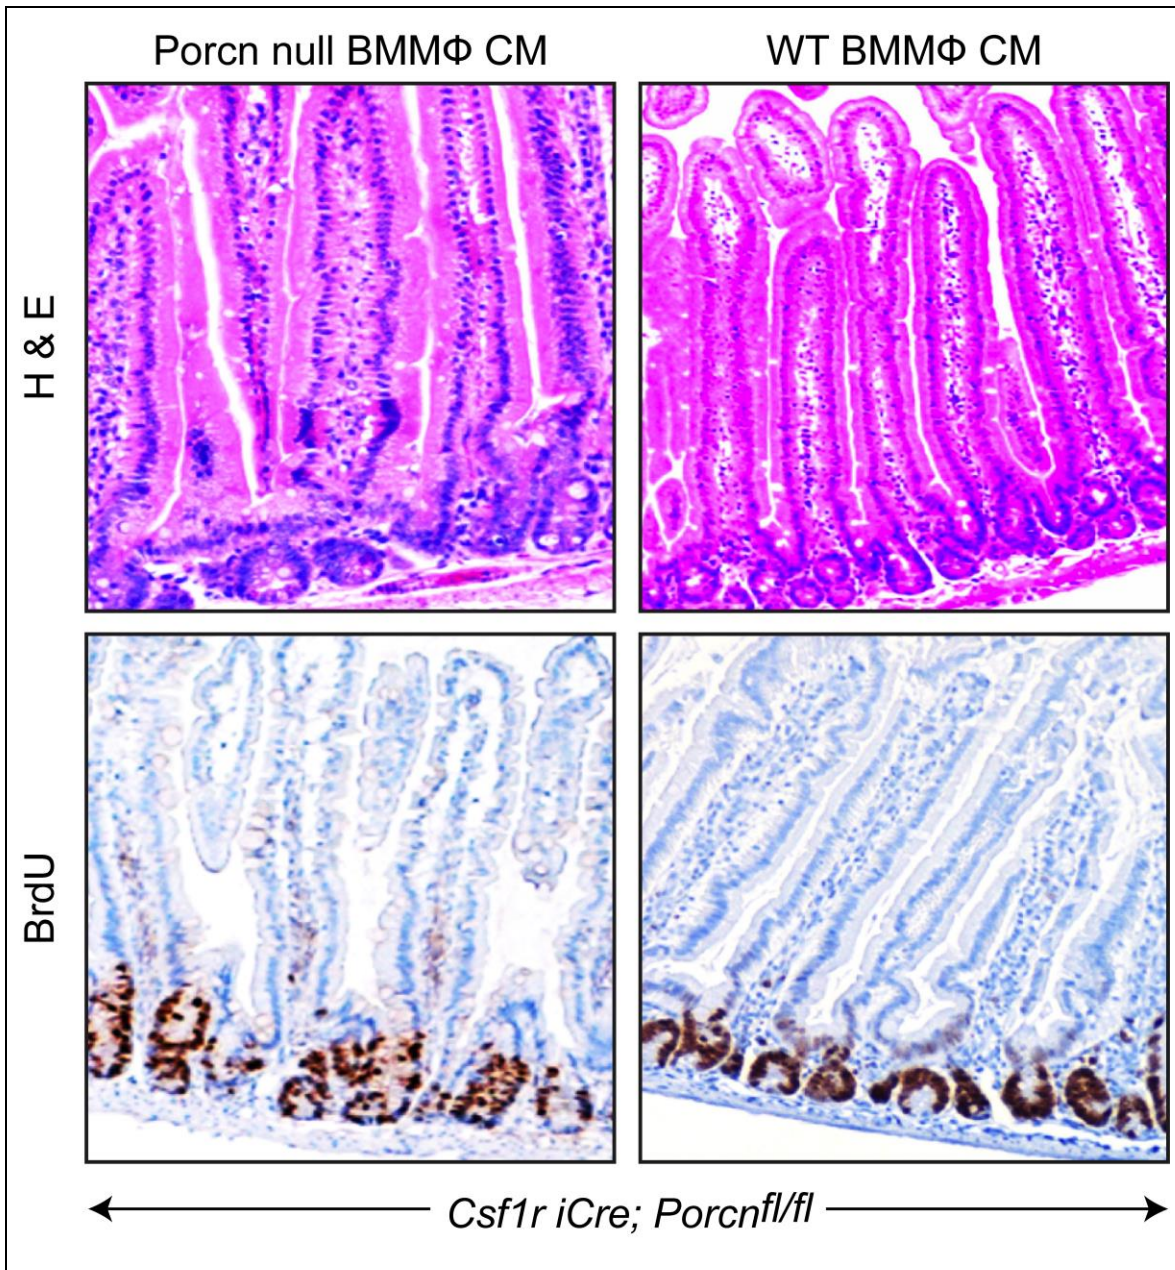 Porcn null BMMΦ CM
WT BMMΦ CM
H & E
BrdU
Csf1r iCre; Porcnfl/fl